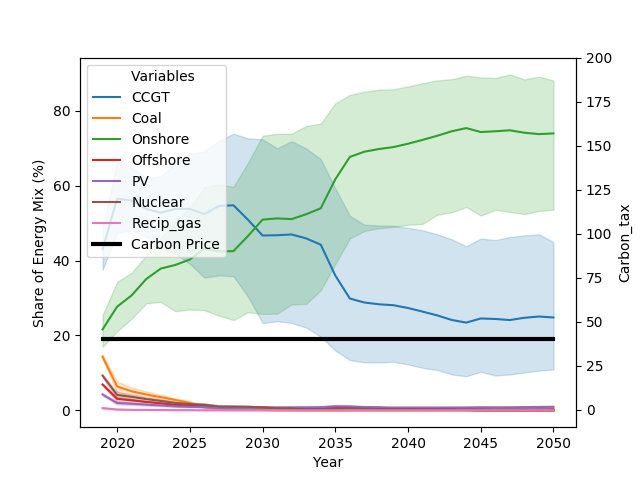 Variables
CCGT
Coal
Onshore
Offshore
PV
Nuclear
Recip_gas
Carbon Price
Share of Energy Mix (%)
80
60
40
20
0
200
175
150
125
100
75
50
25
0
Carbon_tax
2020 2025 2030 2035 2040 2045 2050
Year